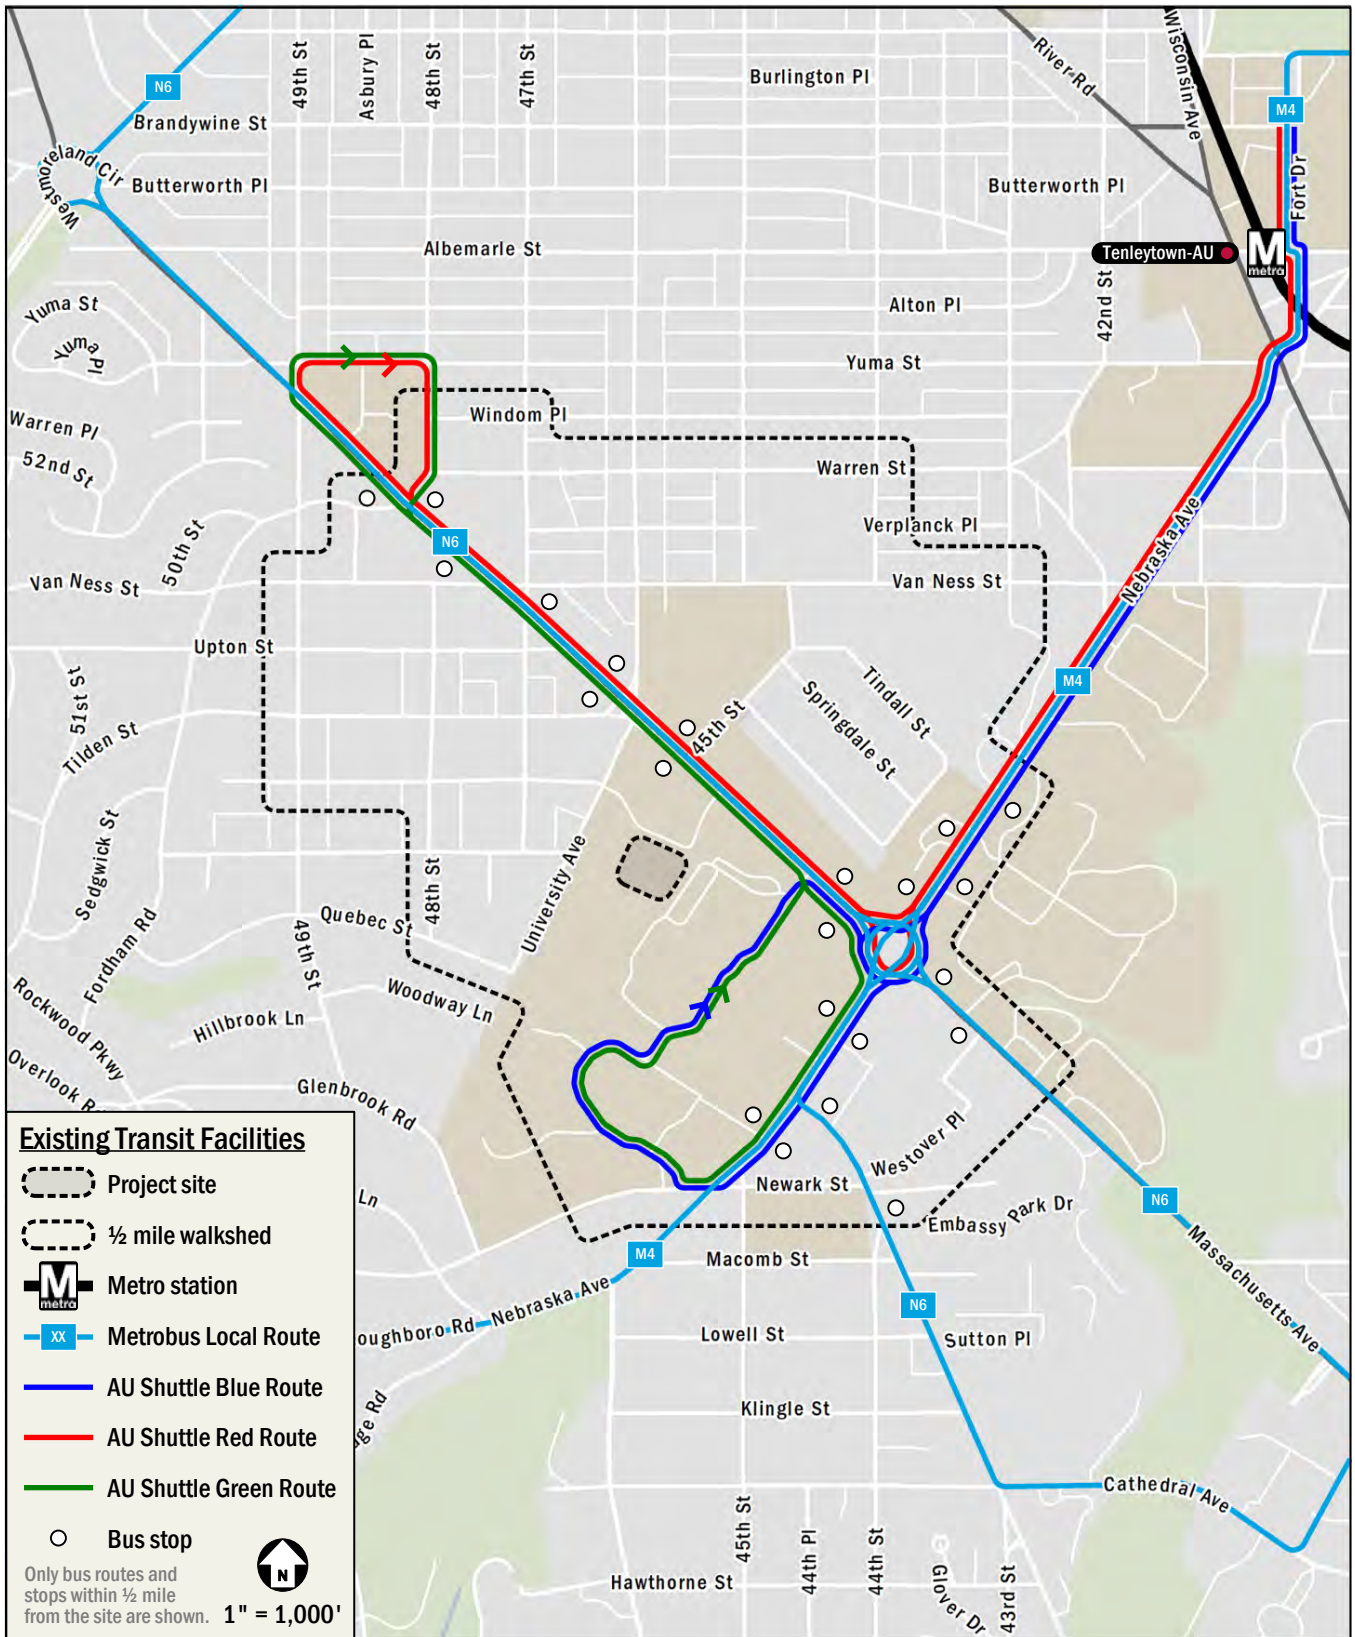 N6
49th St
Asbury Pl
48th St
47th St
Burlington Pl
River Rd
Wisconsin Ave
M4
Brandywine St
Westmoreland Cir
Butterworth Pl
Butterworth Pl
Fort Dr
Albemarle St
Tenleytown-AU
M
metro
42nd St
Yuma St
Yuma Pl
Alton Pl
Yuma St
Warren Pl
Windom Pl
52nd St
Warren St
50th St
N6
Verplanck Pl
Nebraska Ave
Van Ness St
Van Ness St
Upton St
51st St
Tilden St
Tindall St
Springdale St
M4
45th St
Sedgwick St
University Ave
48th St
Quebec St
49th St
Fordham Rd
Woodway Ln
Rockwood Pkwy
Hillbrook Ln
Overlook R
Glenbrook Rd
Westover Pl
Newark St
Ln
Embassy Park Dr
N6
M4
Macomb St
Massachusetts Ave
Nebraska Ave
oughboro Rd
N6
Lowell St
Sutton Pl
Klingle St
ge Rd
Cathedral Ave
45th St
44th Pl
44th St
Glover Dr
43rd St
Hawthorne St
Existing Transit Facilities
Project site
½ mile walkshed
M
metro
Metro station
XX
Metrobus Local Route
AU Shuttle Blue Route
AU Shuttle Red Route
AU Shuttle Green Route
Bus stop
Only bus routes and
stops within ½ mile
from the site are shown.
N
1" = 1,000'